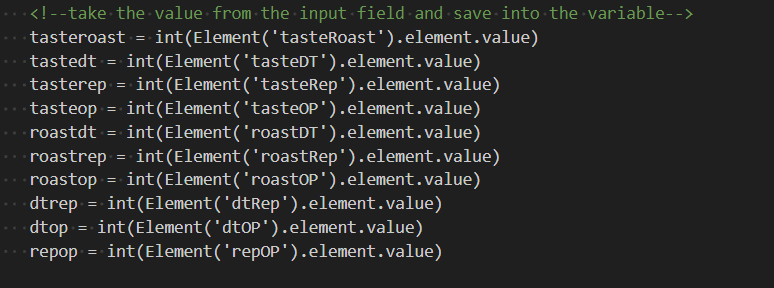 <!--take the value from the input field and save into the variable-->
tasteroast = int(Element('tasteRoast').element.value)
tastedt = int(Element('tasteDT').element.value)
tasterep = int(Element('tasteRep').element.value)
tasteop = int(Element('tasteOP').element.value)
roastdt = int(Element('roastDT').element.value)
roastrep = int(Element('roastRep').element.value)
roastop = int(Element('roastOP').element.value)
dtrep = int(Element('dtRep').element.value)
dtop = int(Element('dtOP').element.value)
repop = int(Element('repOP').element.value)